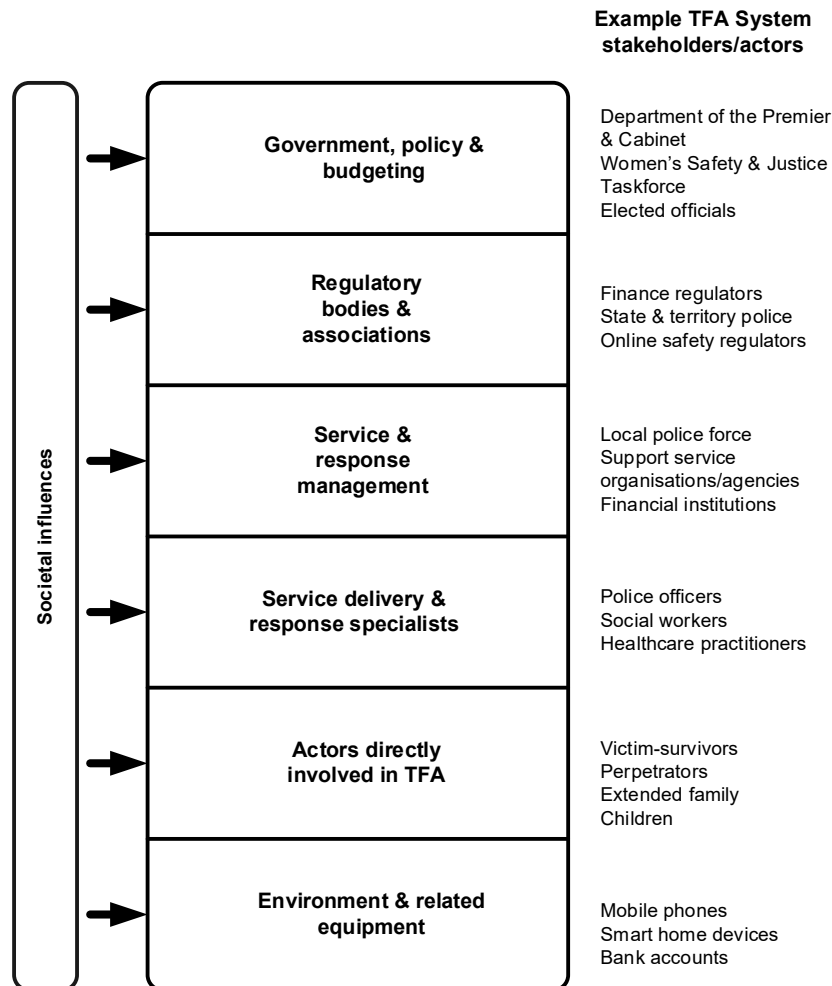 Example TFA System
stakeholders/actors
Societal influences
Government, policy &
budgeting
Department of the Premier
& Cabinet
Women's Safety & Justice
Taskforce
Elected officials
Regulatory
bodies &
associations
Finance regulators
State & territory police
Online safety regulators
Service &
response
management
Local police force
Support service
organisations/agencies
Financial institutions
Service delivery &
response specialists
Police officers
Social workers
Healthcare practitioners
Actors directly
involved in TFA
Victim-survivors
Perpetrators
Extended family
Children
Environment & related
equipment
Mobile phones
Smart home devices
Bank accounts